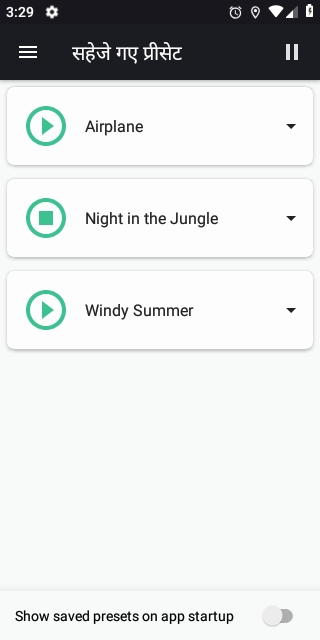 3:29
सहेजे गए प्रीसेट
Airplane
Night in the Jungle
Windy Summer
Show saved presets on app startup